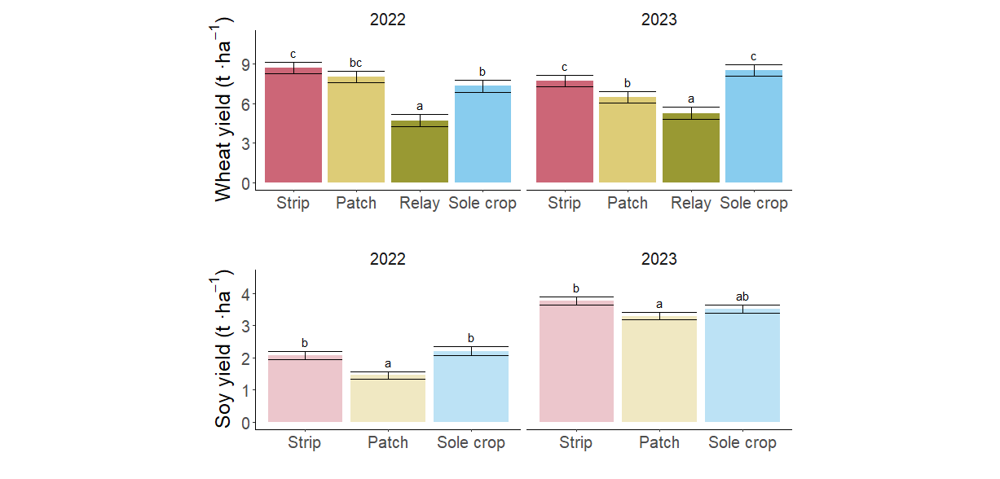 2022 2023
Wheat yield (t ·ha⁻¹)
c bc a b c b a c
9
6
3
0
Strip Patch Relay Sole crop Strip Patch Relay Sole crop
2022 2023
Soy yield (t ·ha⁻¹)
b a b b a ab
4
3
2
1
0
Strip Patch Sole crop Strip Patch Sole crop